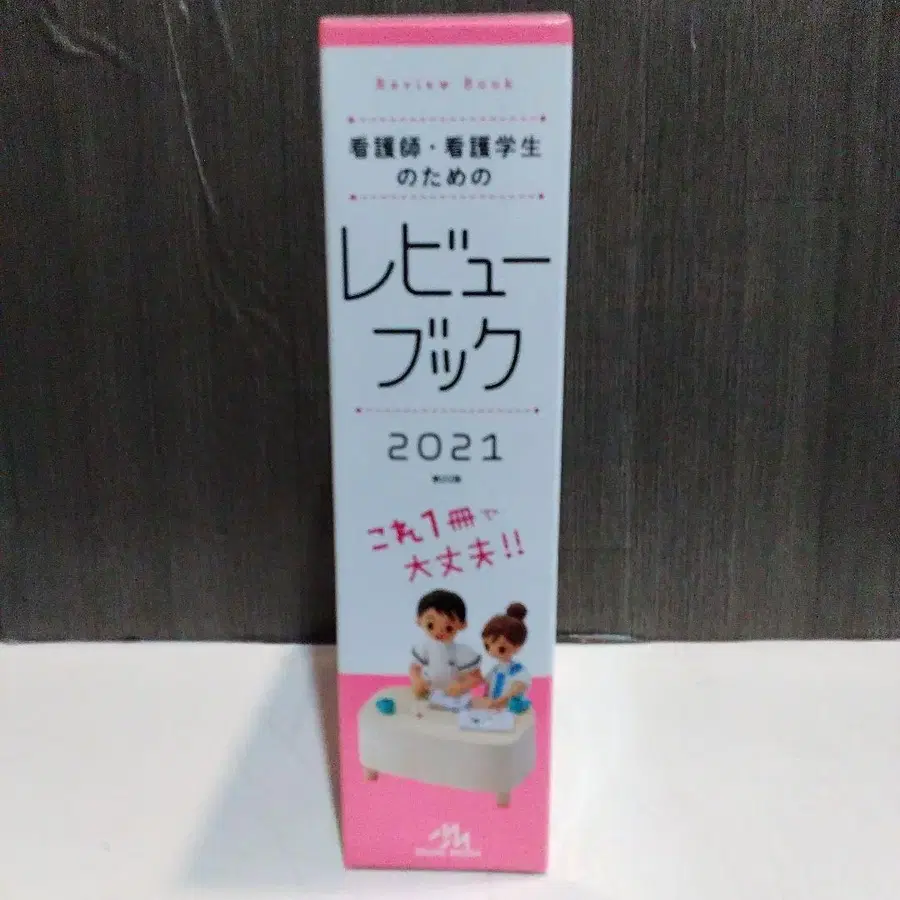 Review Book
看護師・看護学生
のための
レビュー
ブック
2021
これ1冊で
大丈夫!!